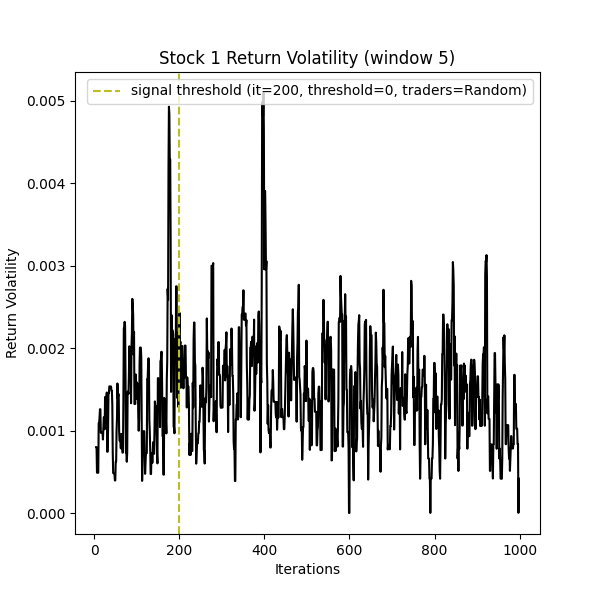 Stock 1 Return Volatility (window 5)
signal threshold (it=200, threshold=0, traders=Random)
0.005
0.004
0.003
0.002
0.001
0.000
Return Volatility
0 200 400 600 800 1000
Iterations